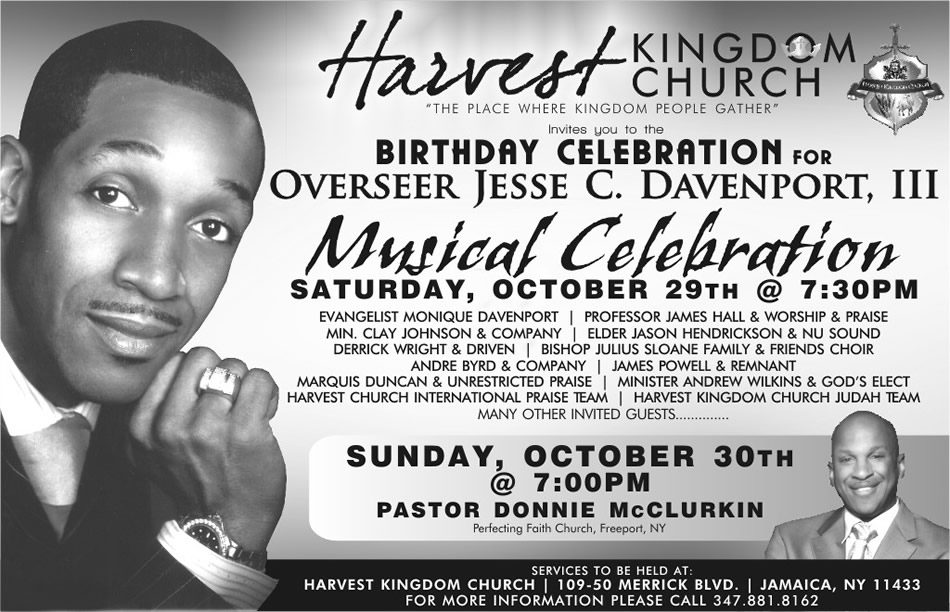 Harvest KINGDOM CHURCH
"THE PLACE WHERE KINGDOM PEOPLE GATHER"
Invites you to the
BIRTHDAY CELEBRATION FOR
OVERSEER JESSE C. DAVENPORT, III
Musical Celebration
SATURDAY, OCTOBER 29TH @ 7:30PM
EVANGELIST MONIQUE DAVENPORT | PROFESSOR JAMES HALL & WORSHIP & PRAISE
MIN. CLAY JOHNSON & COMPANY | ELDER JASON HENDRICKSON & NU SOUND
DERRICK WRIGHT & DRIVEN | BISHOP JULIUS SLOANE FAMILY & FRIENDS CHOIR
ANDRE BYRD & COMPANY | JAMES POWELL & REMNANT
MARQUIS DUNCAN & UNRESTRICTED PRAISE | MINISTER ANDREW WILKINS & GOD'S ELECT
HARVEST CHURCH INTERNATIONAL PRAISE TEAM | HARVEST KINGDOM CHURCH JUDAH TEAM
MANY OTHER INVITED GUESTS..............
SUNDAY, OCTOBER 30TH
@ 7:00PM
PASTOR DONNIE McCLURKIN
Perfecting Faith Church, Freeport, NY
SERVICES TO BE HELD AT:
HARVEST KINGDOM CHURCH | 109-50 MERRICK BLVD. | JAMAICA, NY 11433
FOR MORE INFORMATION PLEASE CALL 347.881.8162